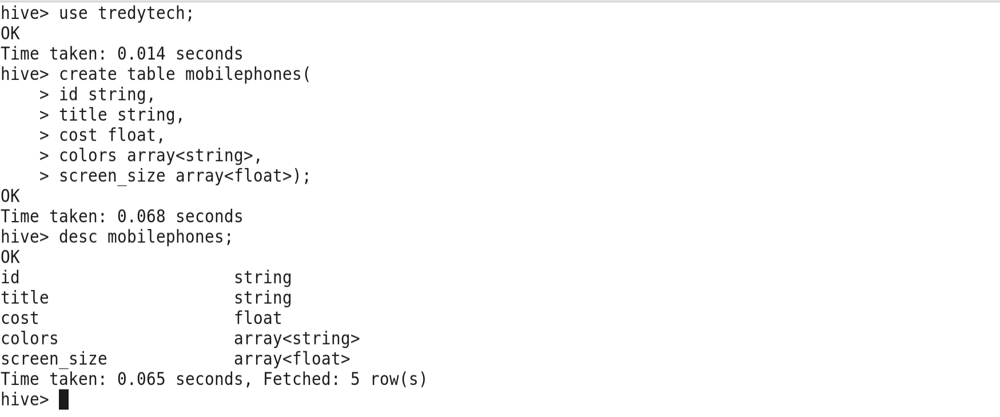 hive> use tredytech;
OK
Time taken: 0.014 seconds
hive> create table mobilephones(
    > id string,
    > title string,
    > cost float,
    > colors array<string>,
    > screen_size array<float>);
OK
Time taken: 0.068 seconds
hive> desc mobilephones;
OK
id                      string
title                   string
cost                    float
colors                  array<string>
screen_size             array<float>
Time taken: 0.065 seconds, Fetched: 5 row(s)
hive>